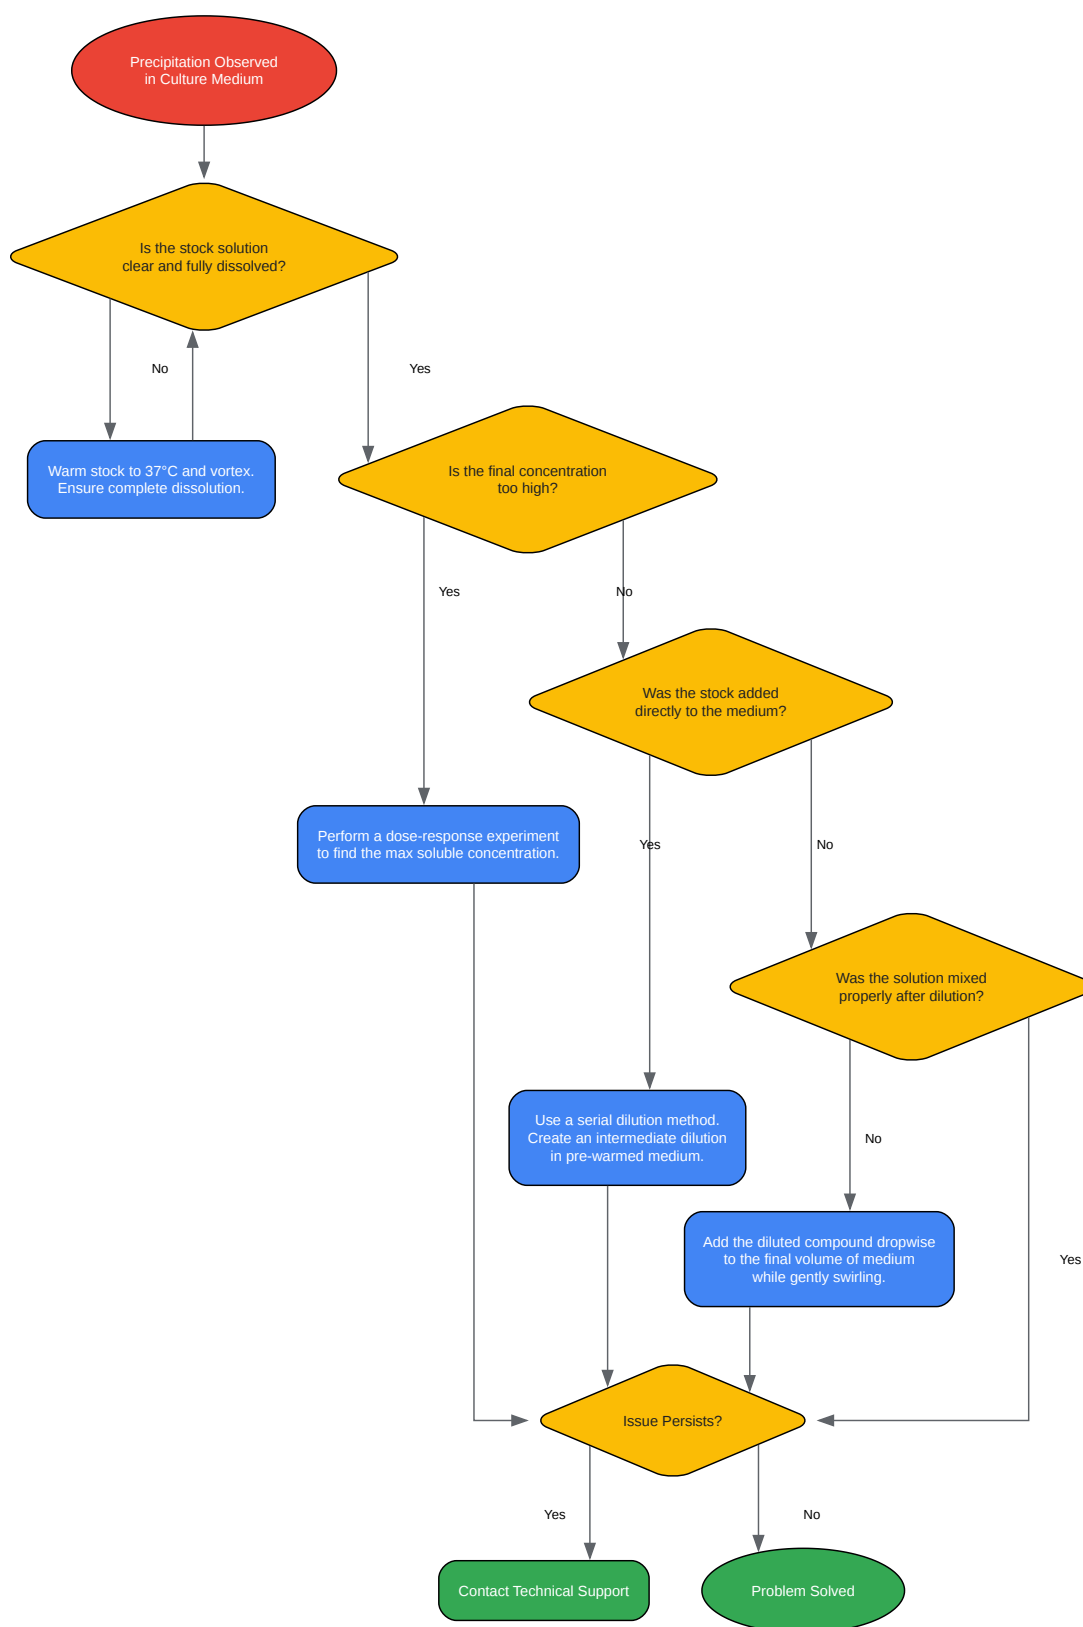 Precipitation Observed
in Culture Medium
Is the stock solution
clear and fully dissolved?
No
Yes
Warm stock to 37°C and vortex.
Ensure complete dissolution.
Is the final concentration
too high?
Yes
No
Was the stock added
directly to the medium?
Perform a dose-response experiment
to find the max soluble concentration.
Yes
No
Was the solution mixed
properly after dilution?
Use a serial dilution method.
Create an intermediate dilution
in pre-warmed medium.
No
Add the diluted compound dropwise
to the final volume of medium
while gently swirling.
Yes
Issue Persists?
Yes
No
Contact Technical Support
Problem Solved